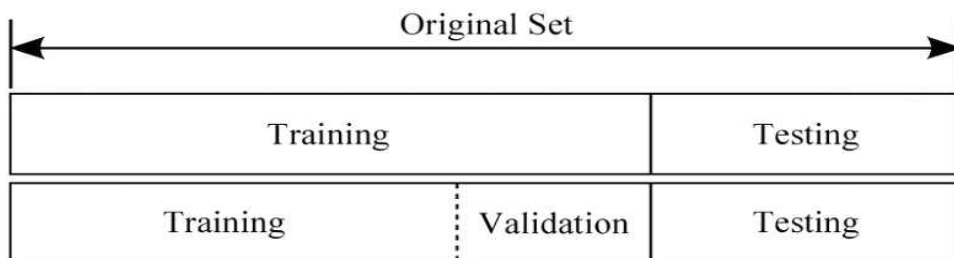 Original Set
Training Testing
Training Validation Testing